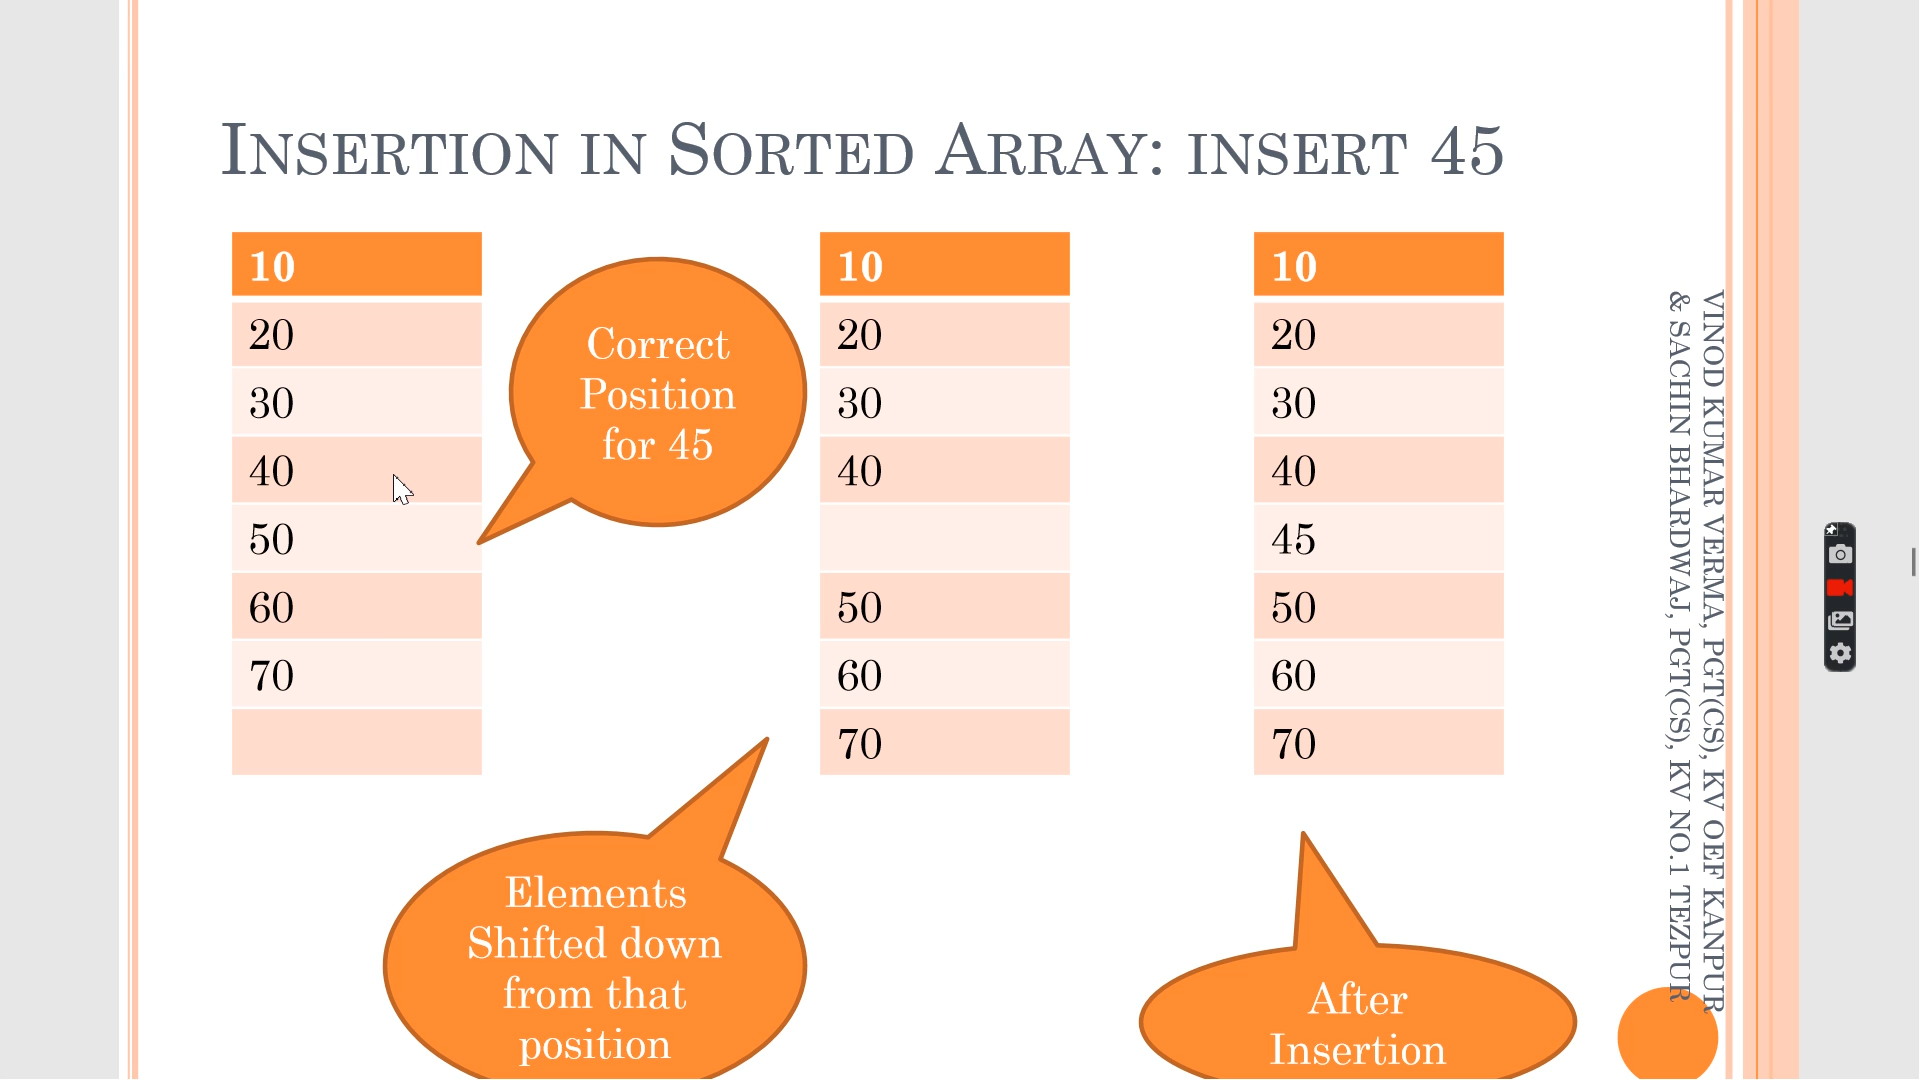 INSERTION IN SORTED ARRAY: INSERT 45
10
20
30
40
50
60
70
Correct
Position
for 45
10
20
30
40
50
60
70
10
20
30
40
45
50
60
70
Elements
Shifted down
from that
position
After
Insertion
VINOD KUMAR VERMA, PGT(CS), KV OEF KANPUR
& SACHIN BHARDWAJ, PGT(CS), KV NO.1 TEZPUR